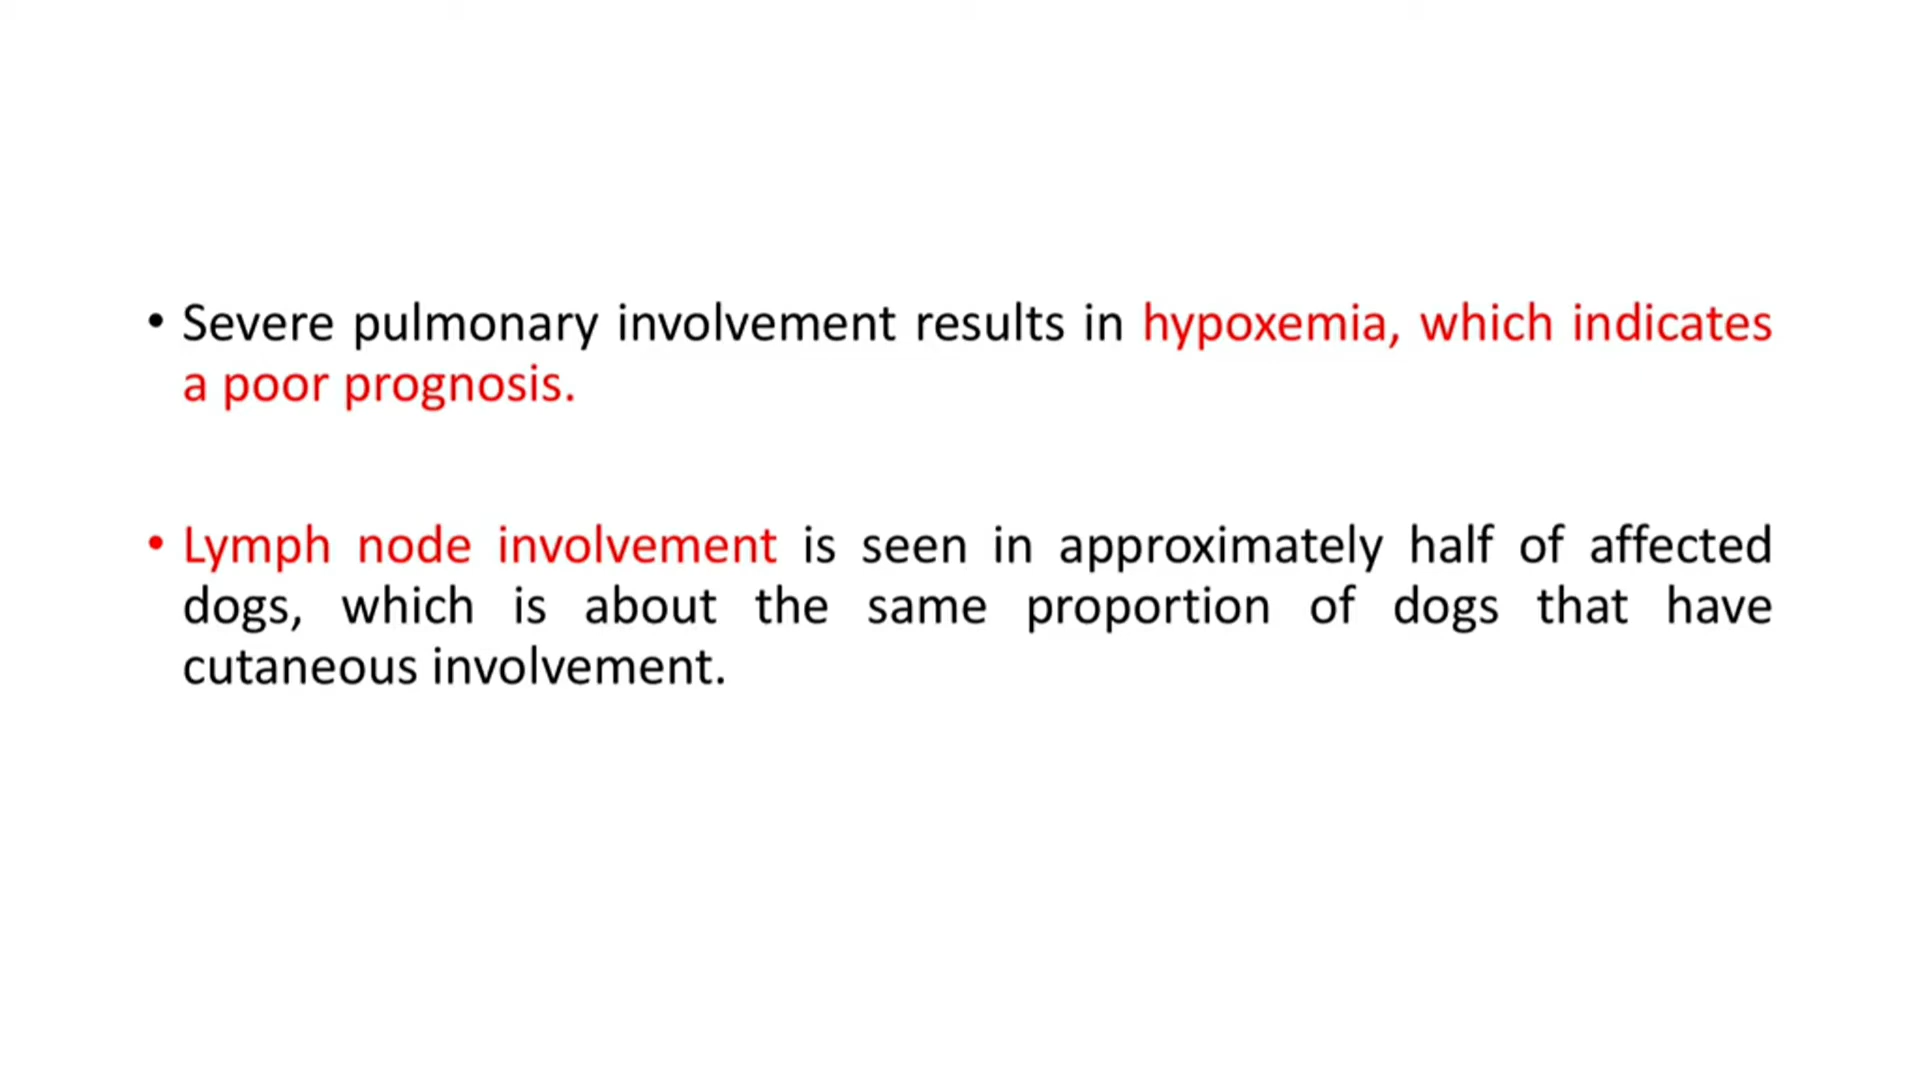 • Severe pulmonary involvement results in hypoxemia, which indicates
a poor prognosis.
• Lymph node involvement is seen in approximately half of affected
dogs, which is about the same proportion of dogs that have
cutaneous involvement.